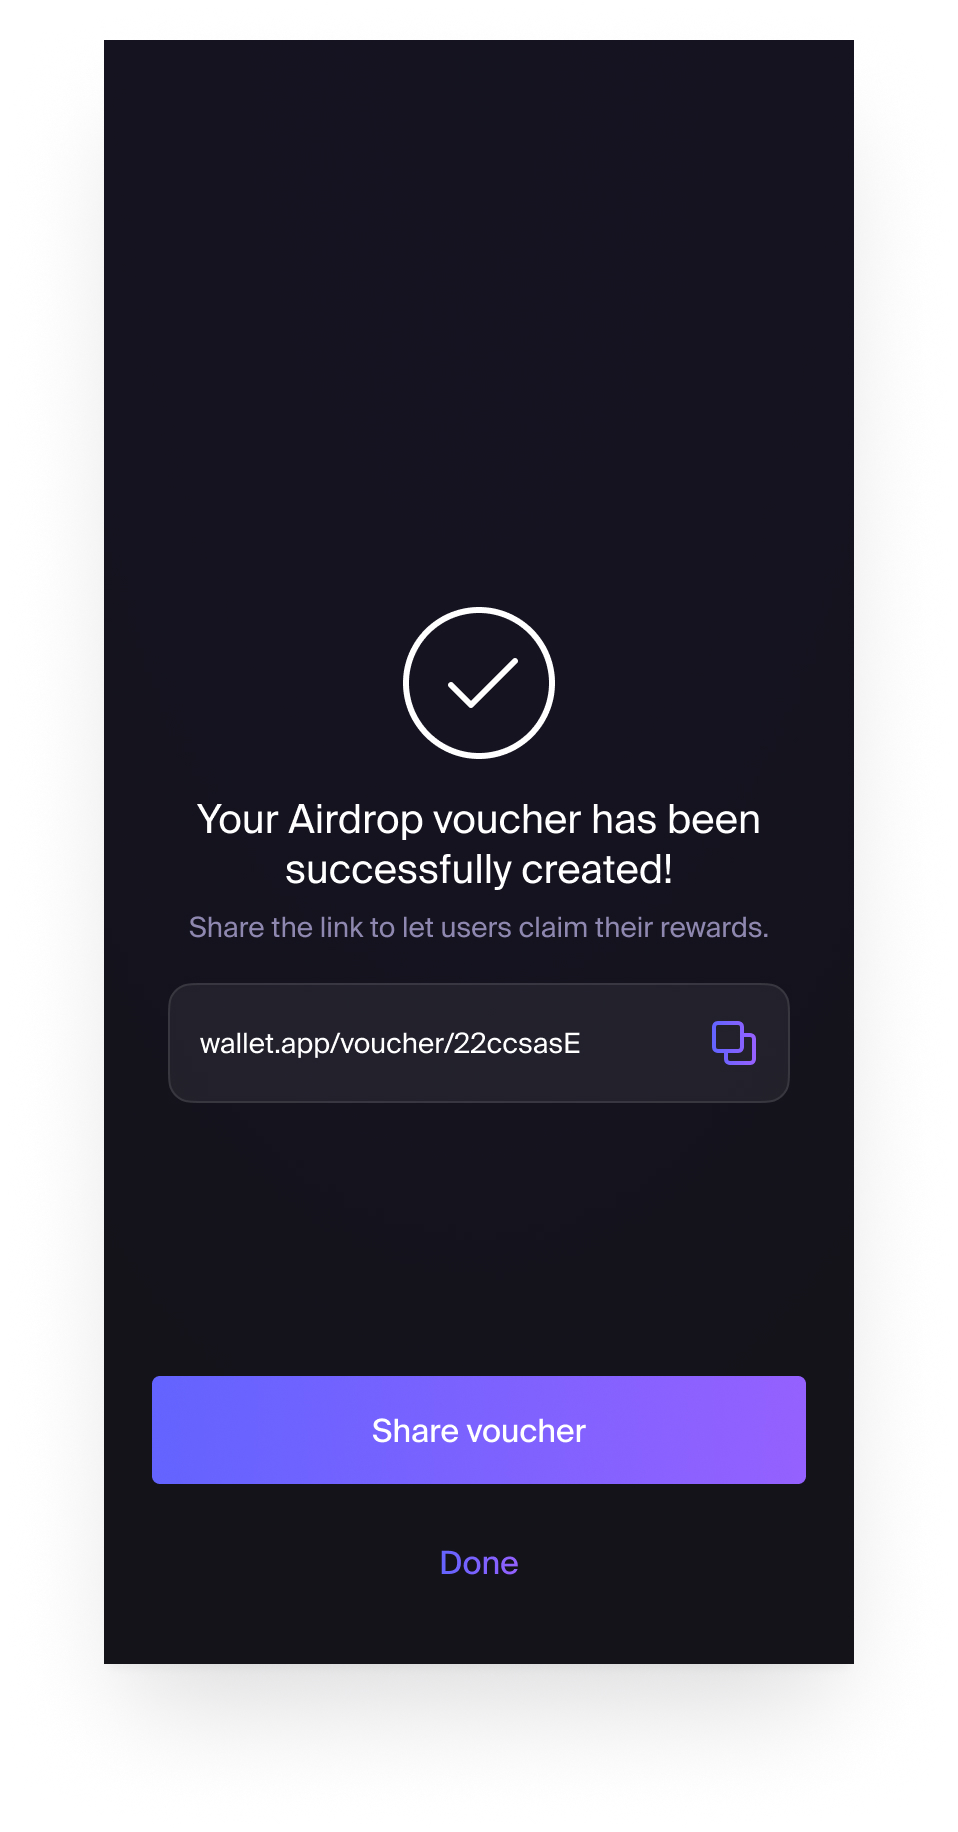 Your Airdrop voucher has been
successfully created!
Share the link to let users claim their rewards.
wallet.app/voucher/22ccsasE
Share voucher
Done